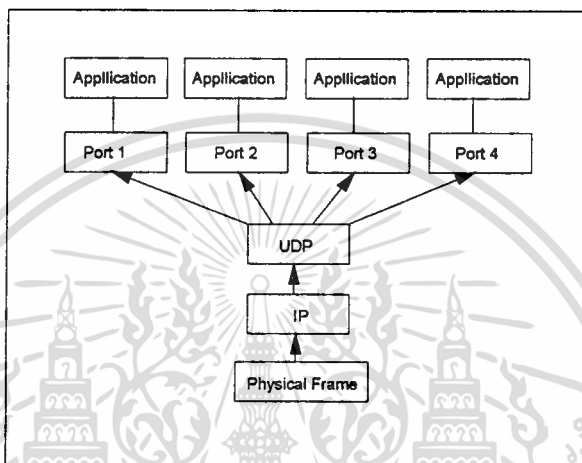 Appllication Appllication Appllication Appllication
Port 1 Port 2 Port 3 Port 4
UDP
IP
Physical Frame